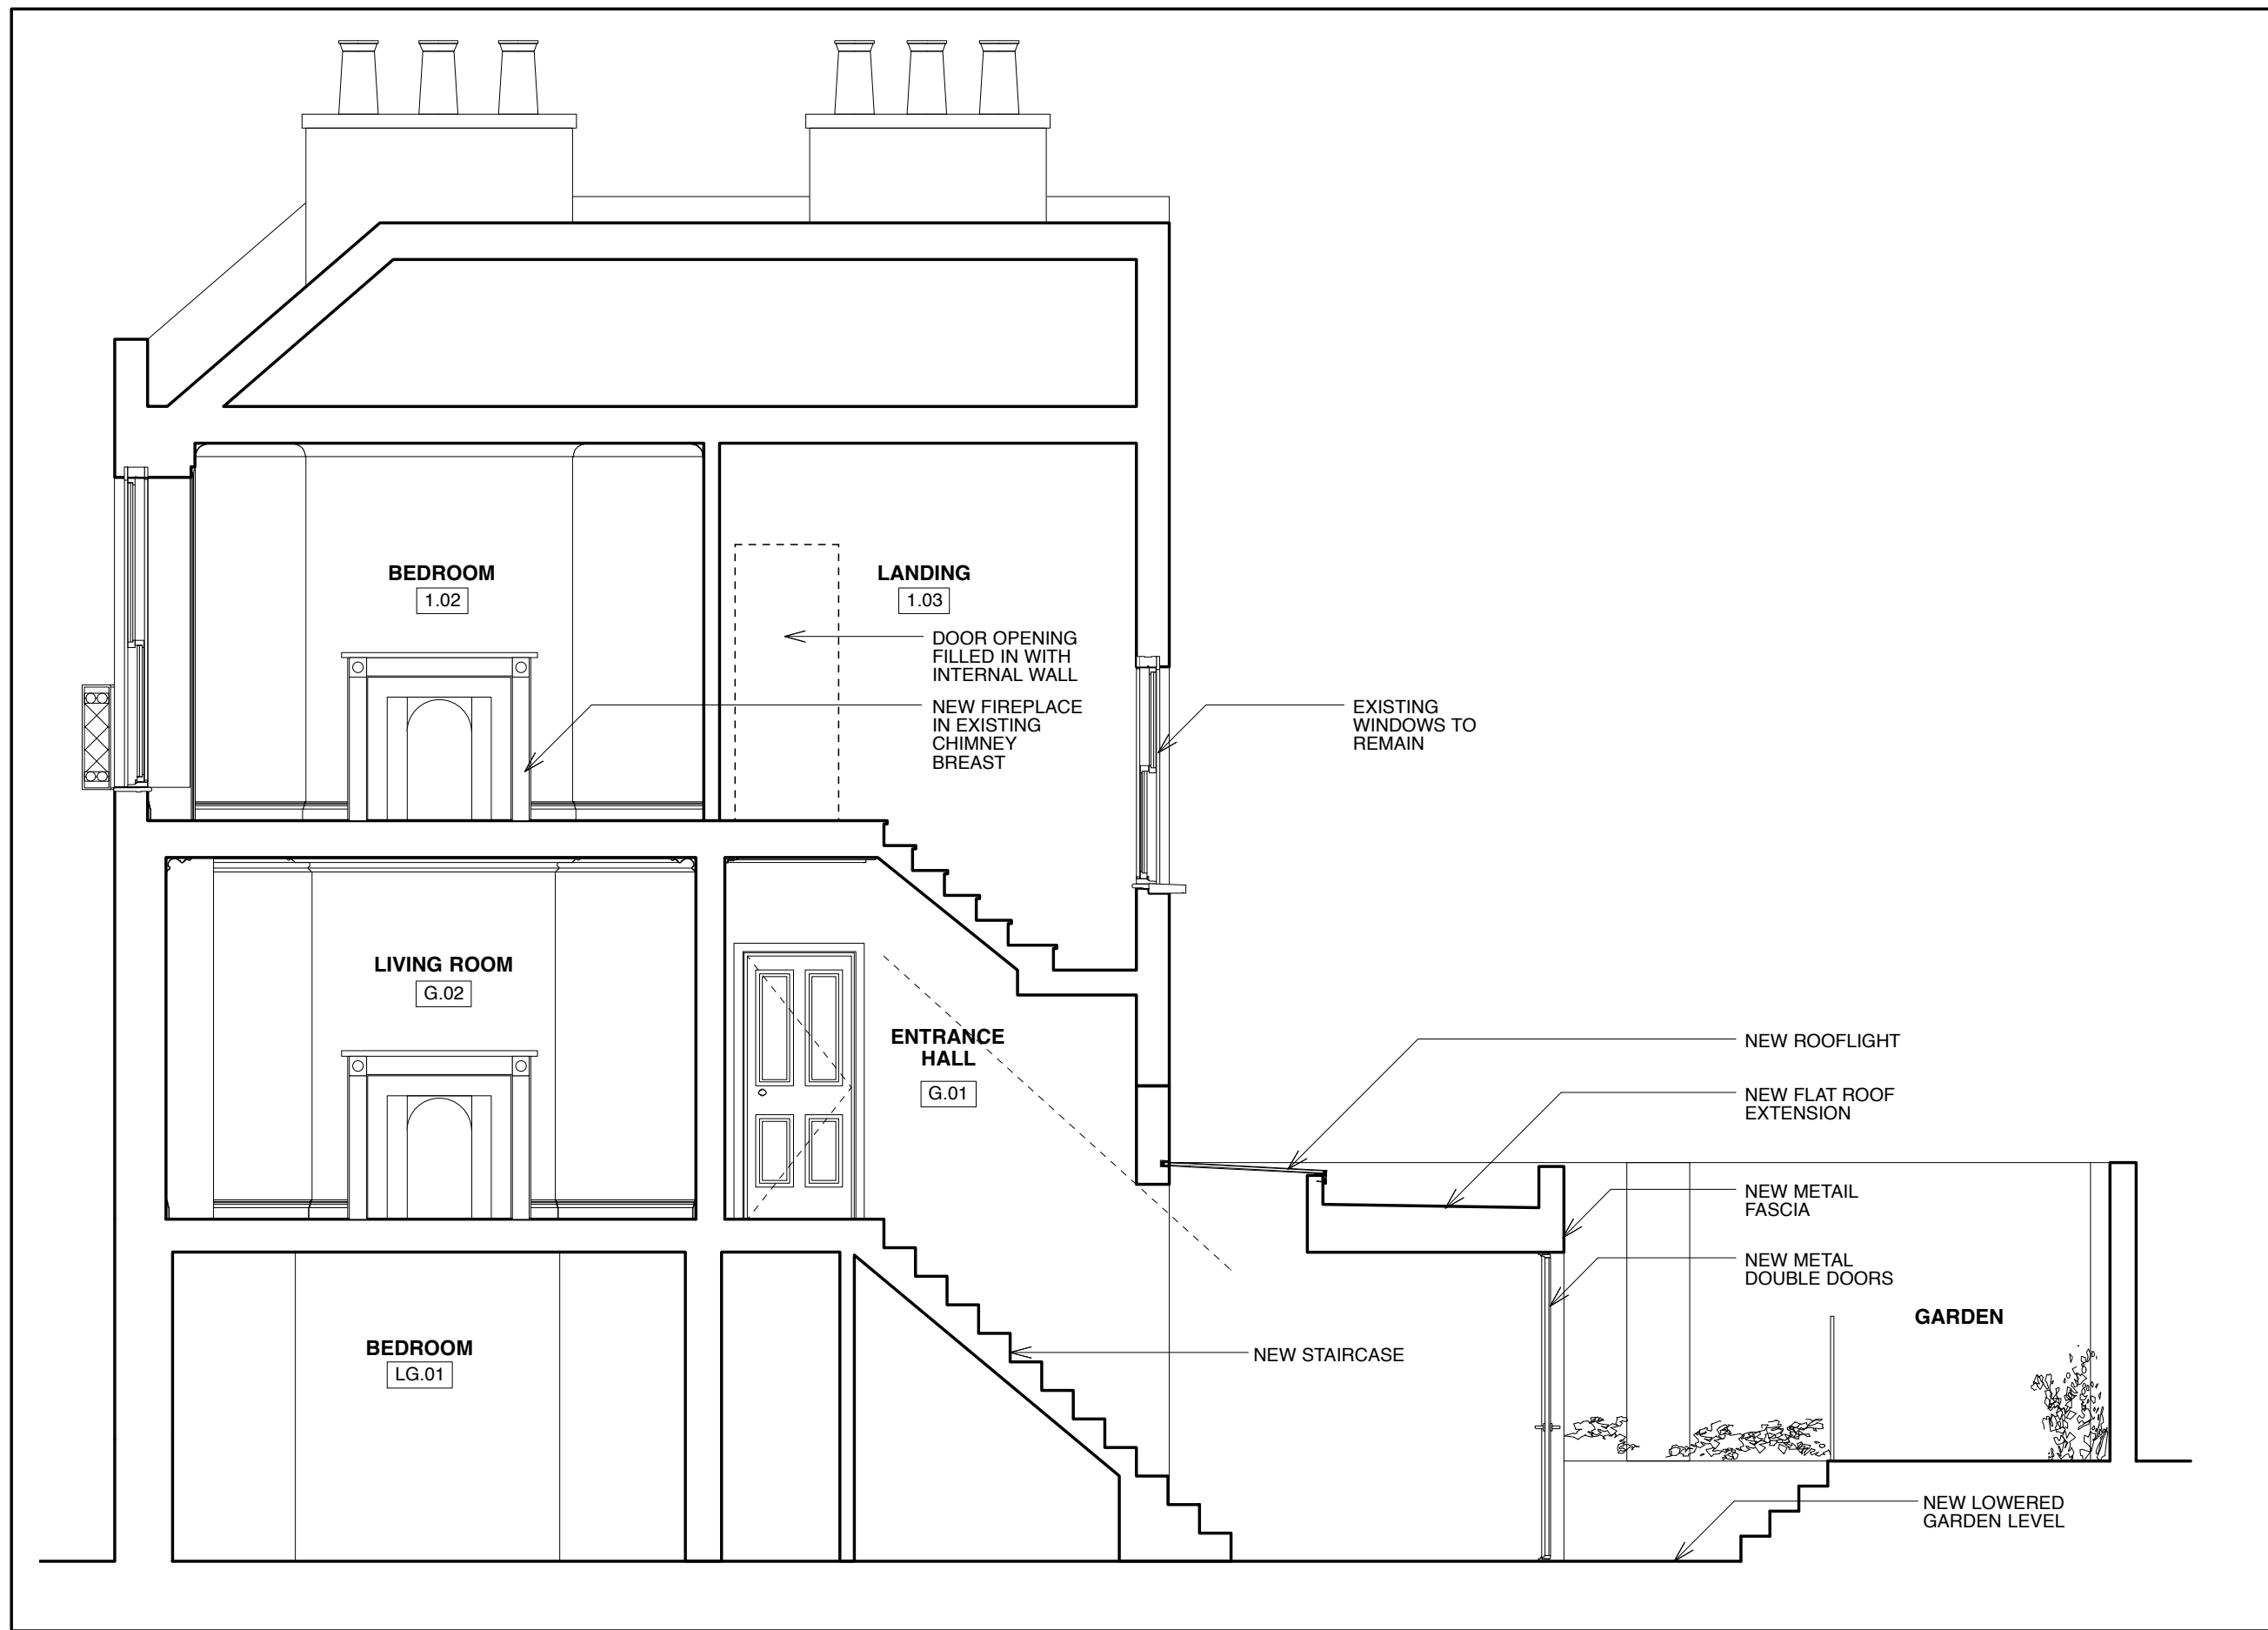 BEDROOM
1.02
LANDING
1.03
DOOR OPENING
FILLED IN WITH
INTERNAL WALL
NEW FIREPLACE
IN EXISTING
CHIMNEY
BREAST
EXISTING
WINDOWS TO
REMAIN
LIVING ROOM
G.02
ENTRANCE
HALL
G.01
NEW ROOFLIGHT
NEW FLAT ROOF
EXTENSION
NEW METAIL
FASCIA
NEW METAL
DOUBLE DOORS
GARDEN
BEDROOM
LG.01
NEW STAIRCASE
NEW LOWERED
GARDEN LEVEL